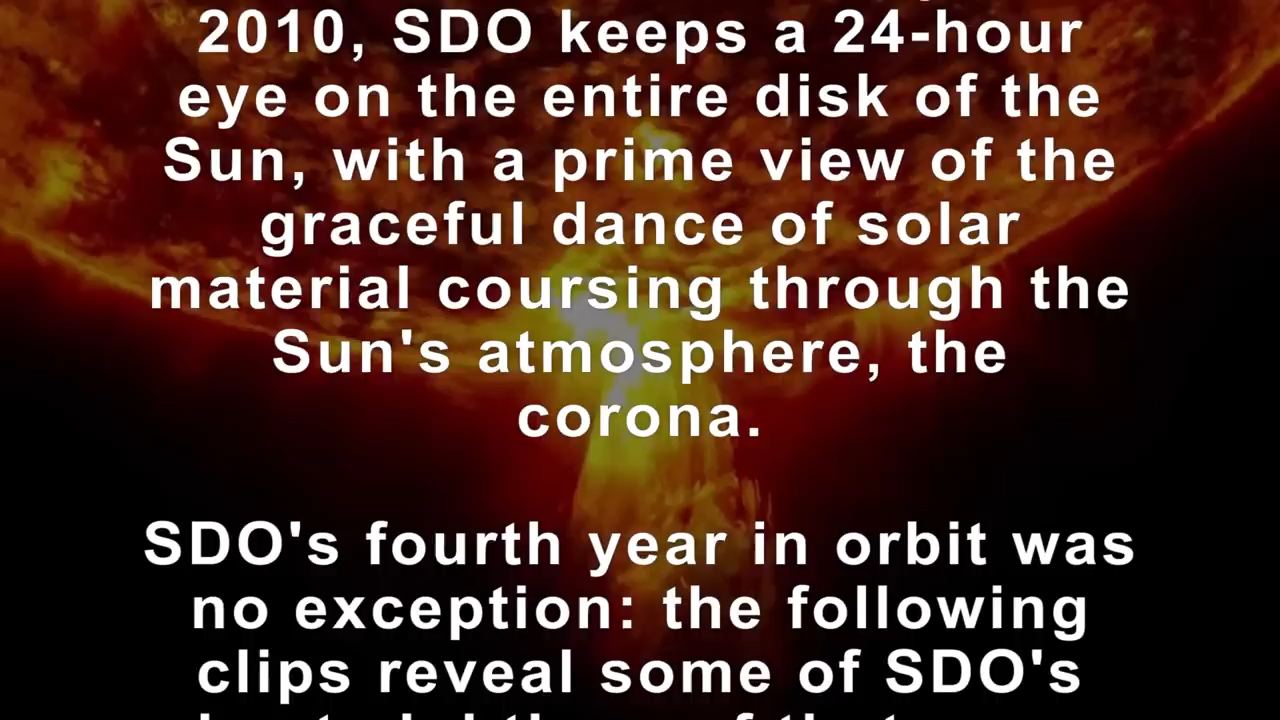 2010, SDO keeps a 24-hour
eye on the entire disk of the
Sun, with a prime view of the
graceful dance of solar
material coursing through the
Sun's atmosphere, the
corona.
SDO's fourth year in orbit was
no exception: the following
clips reveal some of SDO's